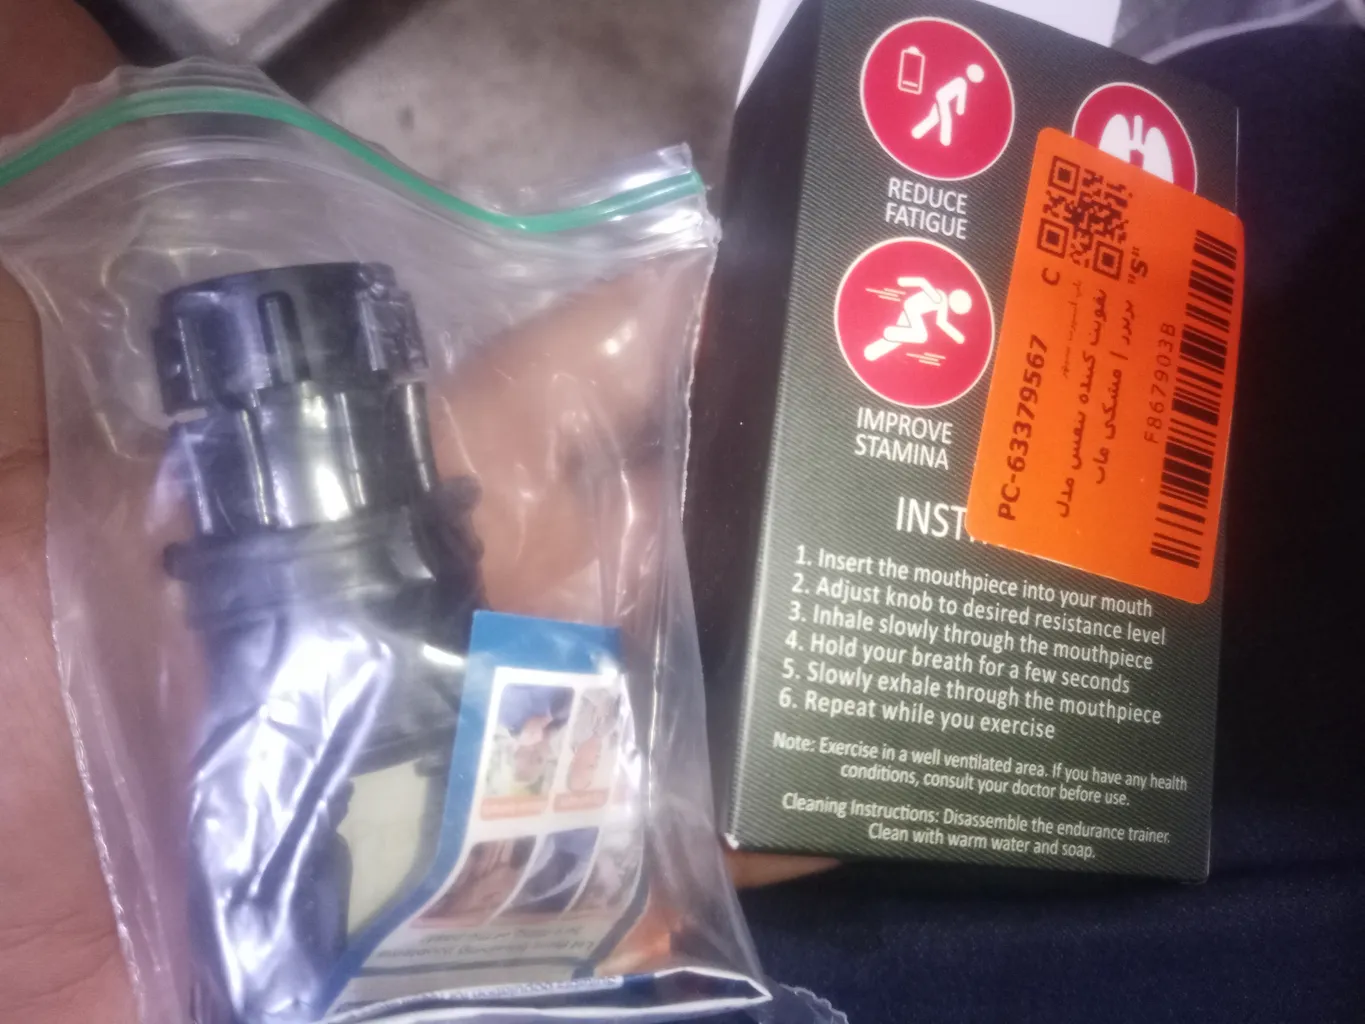 REDUCE
FATIGUE
IMPROVE
STAMINA
PC-63379567 C
تقویت کننده تنفس مدل
بریدر | مشکی مات "5"
F867903B
INST
1. Insert the mouthpiece into your mouth
2. Adjust knob to desired resistance level
3. Inhale slowly through the mouthpiece
4. Hold your breath for a few seconds
5. Slowly exhale through the mouthpiece
6. Repeat while you exercise
Note: Exercise in a well ventilated area. If you have any health
conditions, consult your doctor before use.
Cleaning Instructions: Disassemble the endurance trainer.
Clean with warm water and soap.